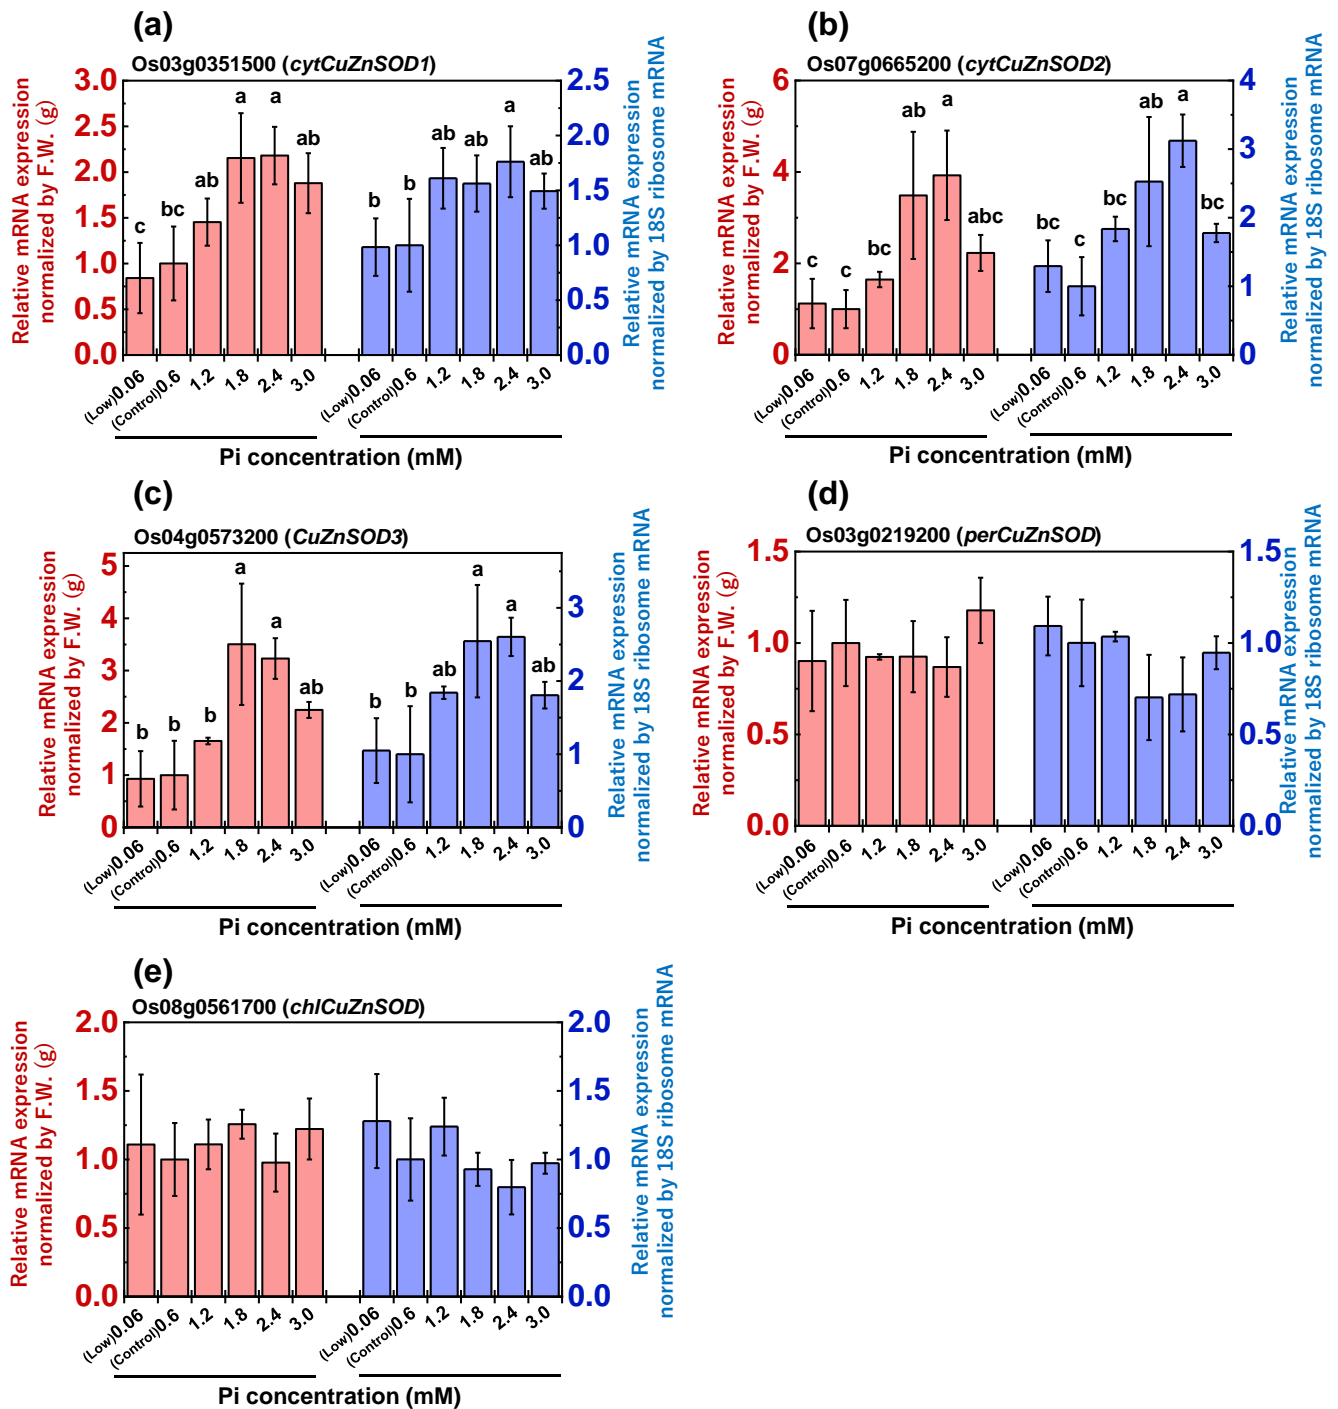 (a)
Os03g0351500 (cytCuZnSOD1)
Relative mRNA expression
normalized by F.W. (g)
3.0
2.5
2.0
1.5
1.0
0.5
0.0
c
bc
ab
a
a
ab
b
b
ab
ab
a
ab
2.5
2.0
1.5
1.0
0.5
0.0
Relative mRNA expression
normalized by 18S ribosome mRNA
(Low)0.06
(Control)0.6
1.2
1.8
2.4
3.0
(Low)0.06
(Control)0.6
1.2
1.8
2.4
3.0
Pi concentration (mM)
(b)
Os07g0665200 (cytCuZnSOD2)
Relative mRNA expression
normalized by F.W. (g)
6
4
2
0
c
c
bc
ab
a
abc
bc
c
bc
ab
a
bc
4
3
2
1
0
Relative mRNA expression
normalized by 18S ribosome mRNA
(Low)0.06
(Control)0.6
1.2
1.8
2.4
3.0
(Low)0.06
(Control)0.6
1.2
1.8
2.4
3.0
Pi concentration (mM)
(c)
Os04g0573200 (CuZnSOD3)
Relative mRNA expression
normalized by F.W. (g)
5
4
3
2
1
0
b
b
b
a
a
ab
b
b
ab
a
a
ab
3
2
1
0
Relative mRNA expression
normalized by 18S ribosome mRNA
(Low)0.06
(Control)0.6
1.2
1.8
2.4
3.0
(Low)0.06
(Control)0.6
1.2
1.8
2.4
3.0
Pi concentration (mM)
(d)
Os03g0219200 (perCuZnSOD)
Relative mRNA expression
normalized by F.W. (g)
1.5
1.0
0.5
0.0
1.5
1.0
0.5
0.0
Relative mRNA expression
normalized by 18S ribosome mRNA
(Low)0.06
(Control)0.6
1.2
1.8
2.4
3.0
(Low)0.06
(Control)0.6
1.2
1.8
2.4
3.0
Pi concentration (mM)
(e)
Os08g0561700 (chlCuZnSOD)
Relative mRNA expression
normalized by F.W. (g)
2.0
1.5
1.0
0.5
0.0
2.0
1.5
1.0
0.5
0.0
Relative mRNA expression
normalized by 18S ribosome mRNA
(Low)0.06
(Control)0.6
1.2
1.8
2.4
3.0
(Low)0.06
(Control)0.6
1.2
1.8
2.4
3.0
Pi concentration (mM)